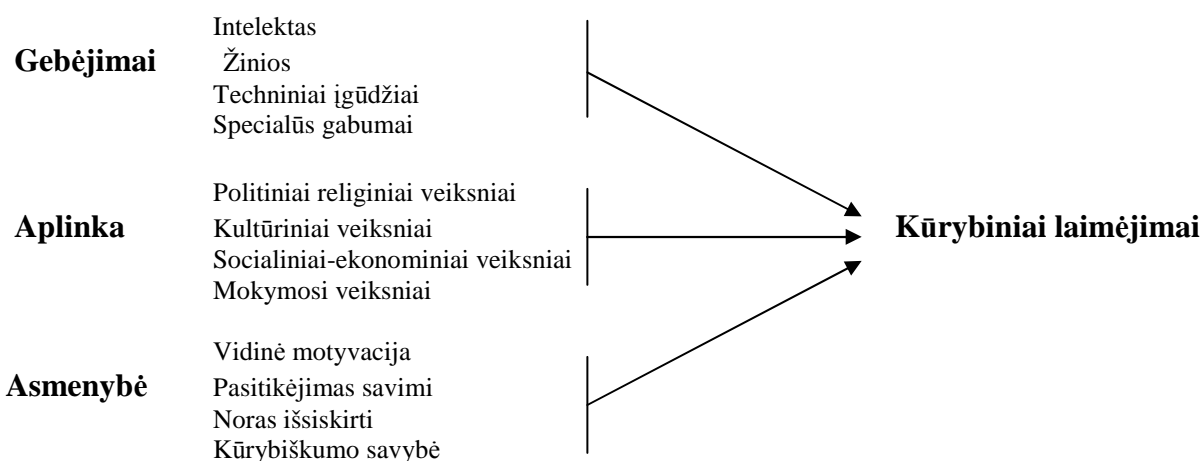 Intelektas
Gebėjimai Žinios
Techniniai įgūdžiai
Specialūs gabumai
Politiniai religiniai veiksniai
Aplinka Kultūriniai veiksniai Kūrybiniai laimėjimai
Socialiniai-ekonominiai veiksniai
Mokymosi veiksniai
Vidinė motyvacija
Asmenybė Pasitikėjimas savimi
Noras išsiskirti
Kūrybiškumo savybė